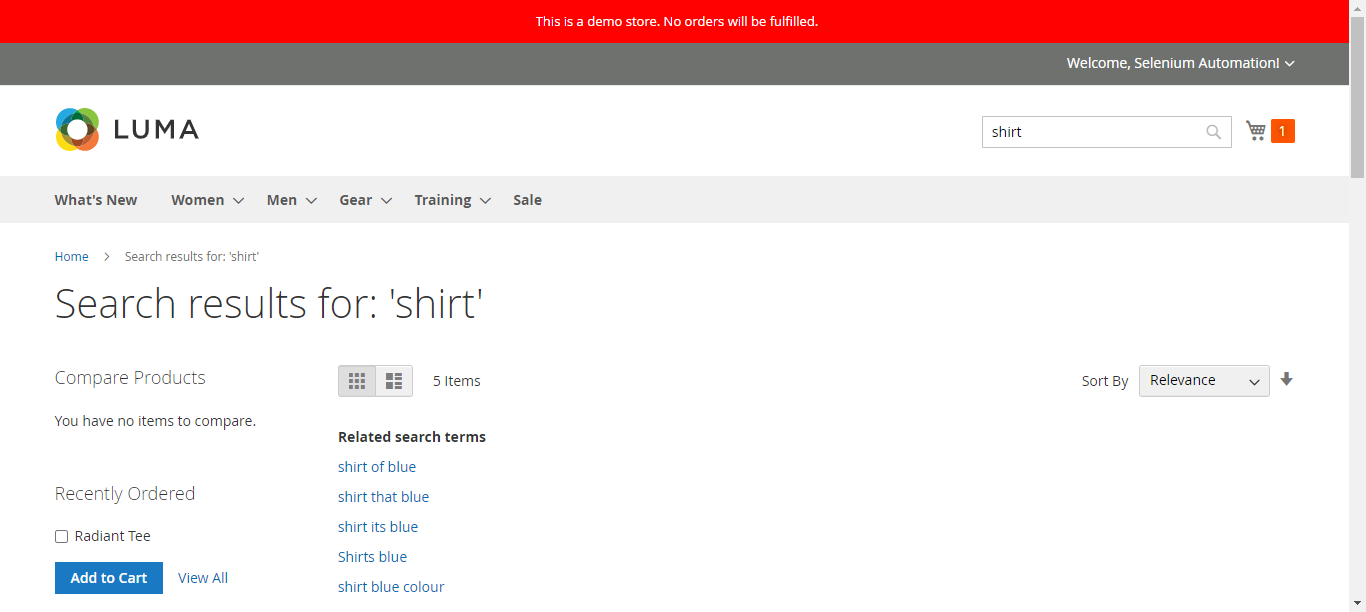 This is a demo store. No orders will be fulfilled.
Welcome, Selenium Automation!
LUMA
shirt
1
What's New Women Men Gear Training Sale
Home Search results for: 'shirt'
Search results for: 'shirt'
Compare Products
You have no items to compare.
Recently Ordered
Radiant Tee
Add to Cart View All
5 Items
Sort By Relevance
Related search terms
shirt of blue
shirt that blue
shirt its blue
Shirts blue
shirt blue colour